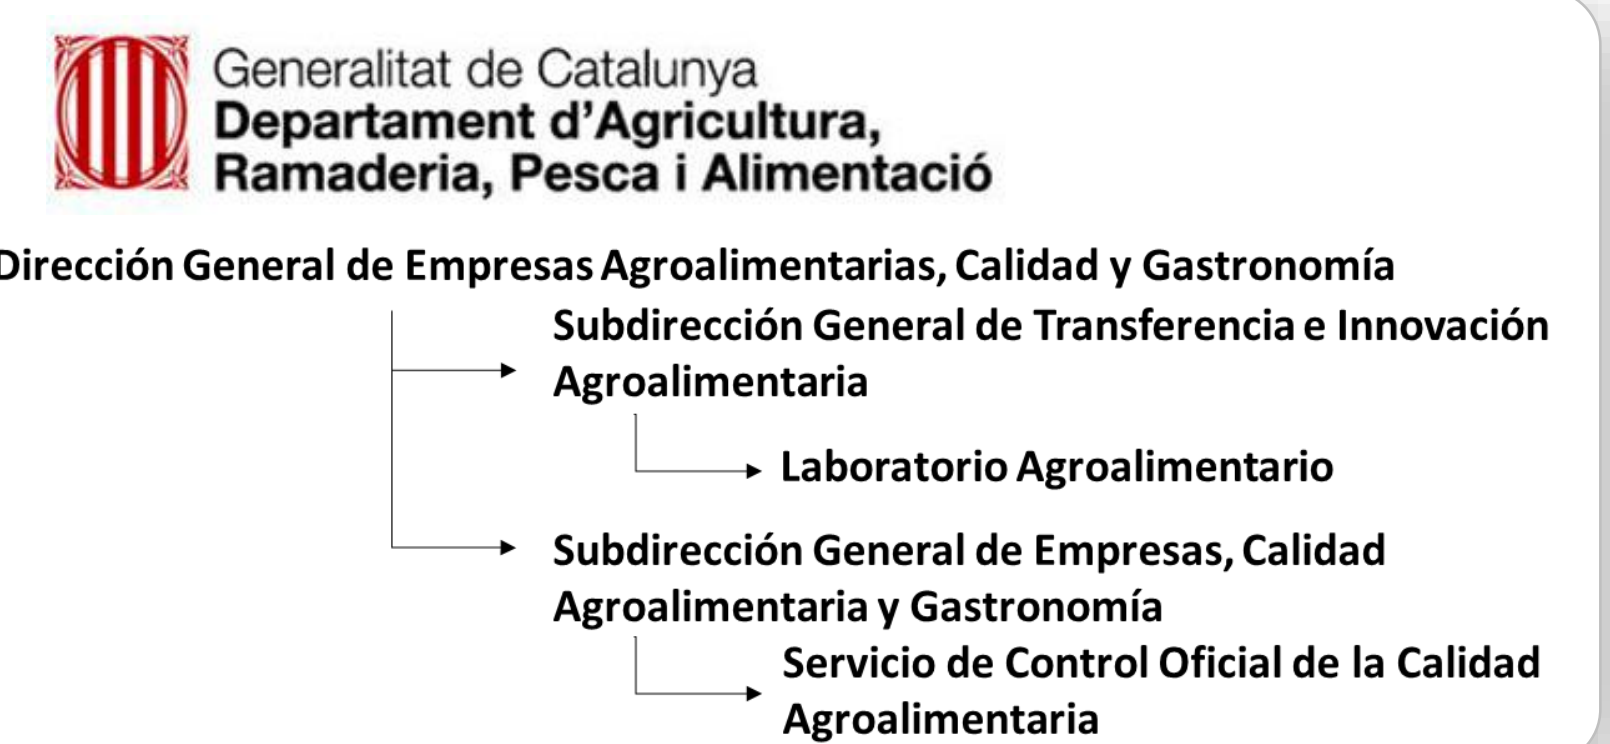 Generalitat de Catalunya
Departament d'Agricultura,
Ramaderia, Pesca i Alimentació
Dirección General de Empresas Agroalimentarias, Calidad y Gastronomía
Subdirección General de Transferencia e Innovación
Agroalimentaria
Laboratorio Agroalimentario
Subdirección General de Empresas, Calidad
Agroalimentaria y Gastronomía
Servicio de Control Oficial de la Calidad
Agroalimentaria